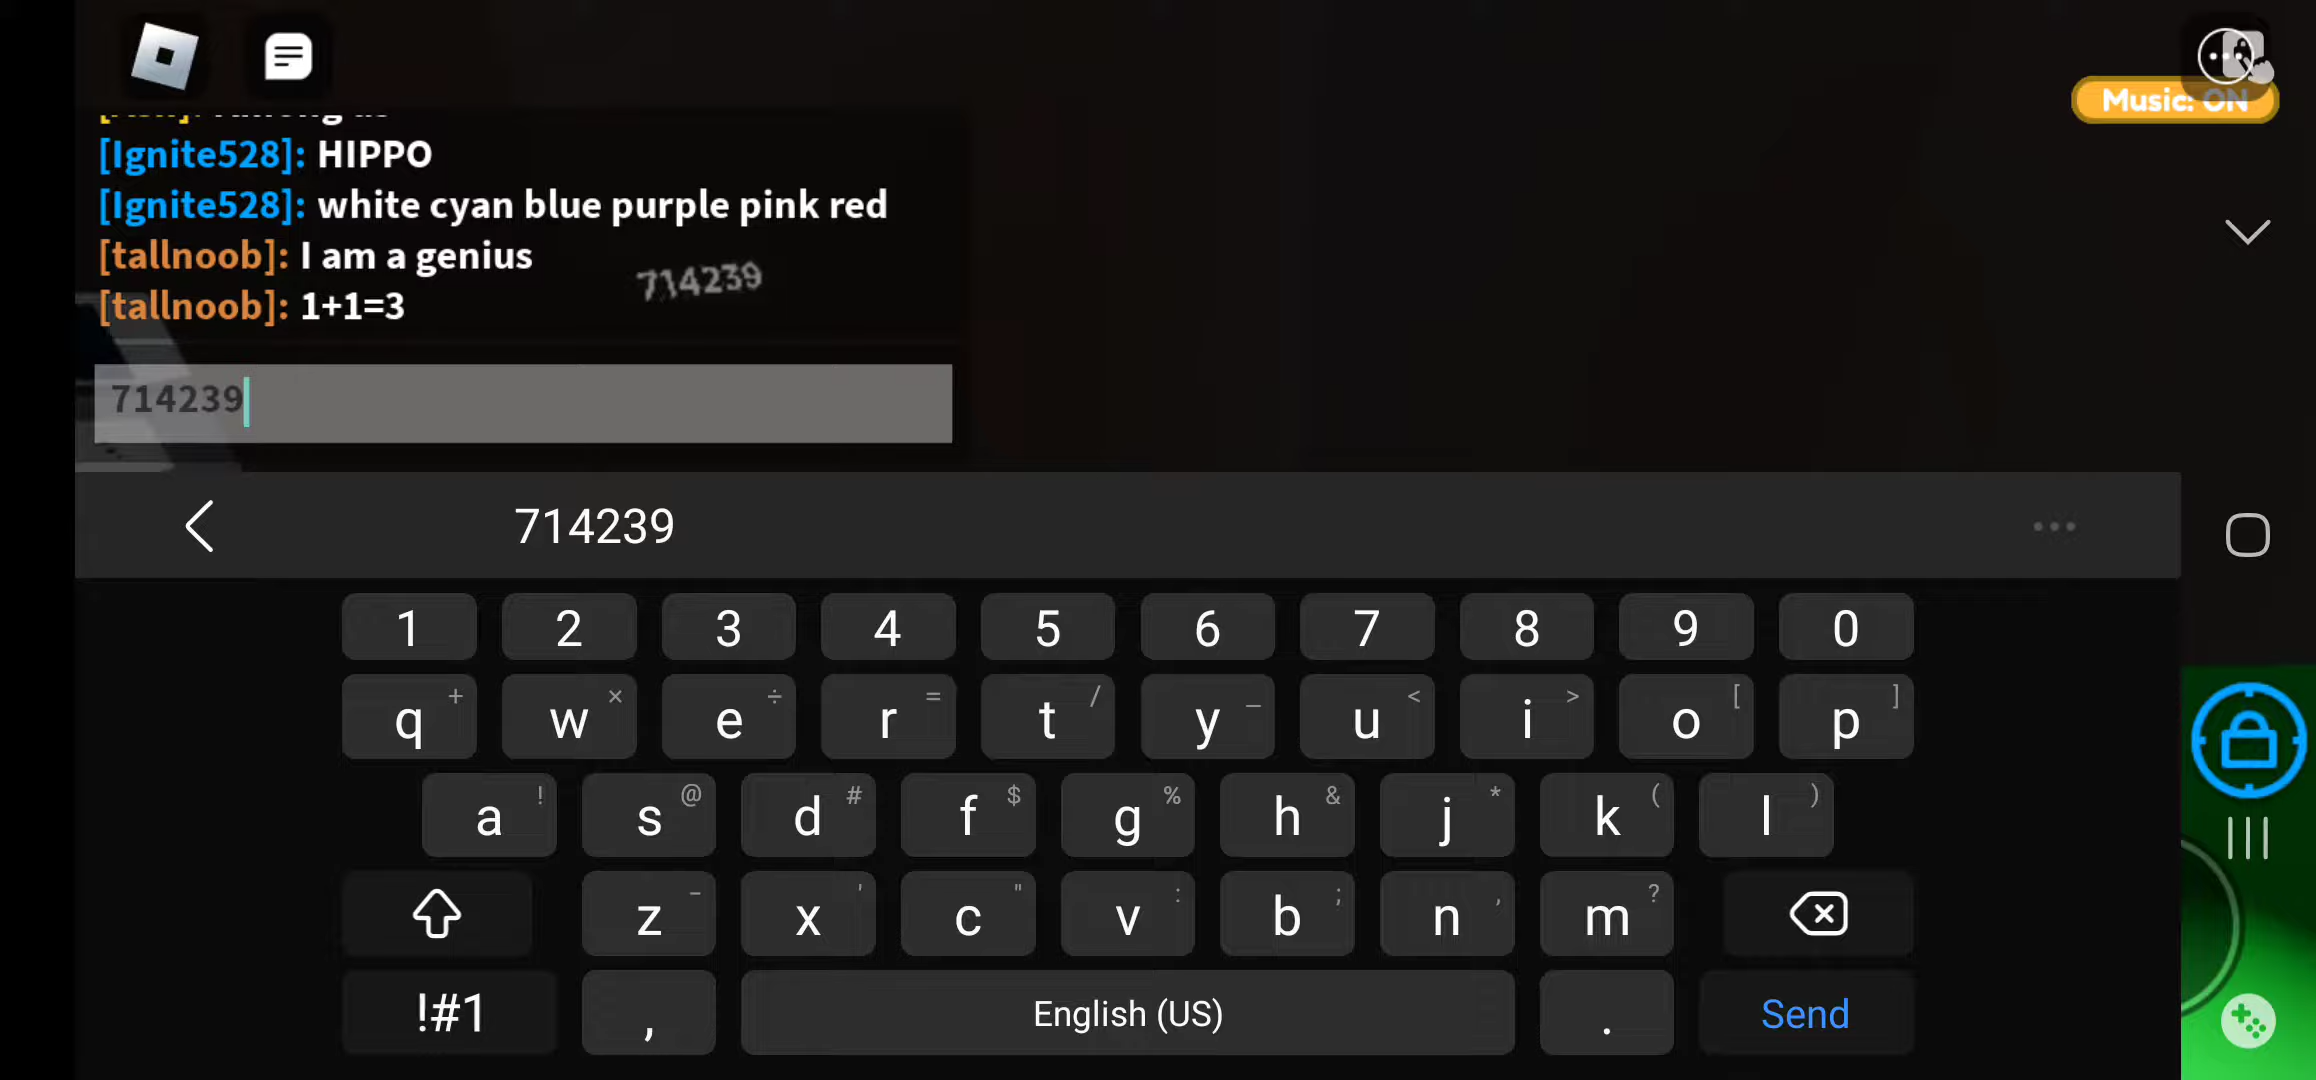 Music: ON
[Ignite528]: HIPPO
[Ignite528]: white cyan blue purple pink red
[tallnoob]: I am a genius
714239
[tallnoob]: 1+1=3
714239
714239
1 2 3 4 5 6 7 8 9 0
q + w × e ÷ r = t / y _ u < i > o [ p ]
a ! s @ d # f $ g % h & j * k ( l )
z - x ' c " v : b ; n , m ?
!#1 , English (US) . Send